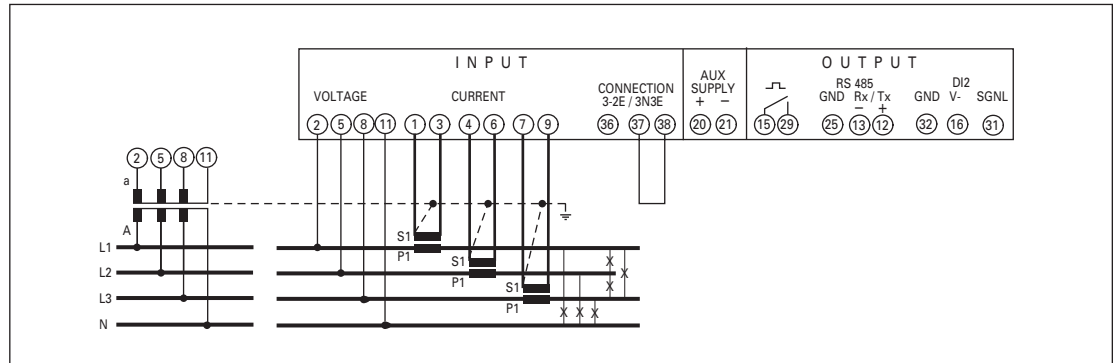 INPUT
OUTPUT
AUX
SUPPLY
+ –
VOLTAGE
CURRENT
CONNECTION
3-2E / 3N3E
RS 485
GND Rx / Tx
– +
DI2
GND V- SGNL
2 5 8 11 1 3 4 6 7 9 36 37 38 20 21 15 29 25 13 12 32 16 31
2 5 8 11
a
A
S1
L1
P1
S1
L2
P1
S1
L3
P1
N
X
X X
X
X X X